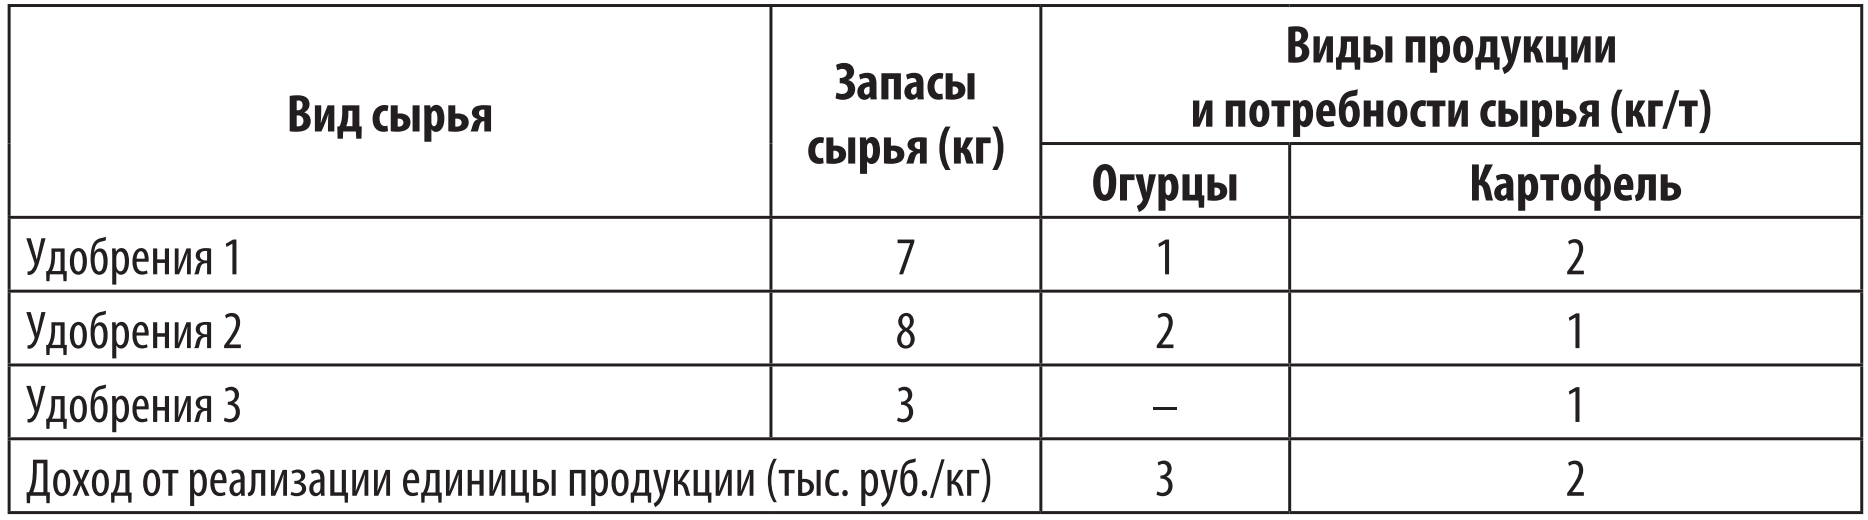 Вид сырья
Запасы
сырья (кг)
Виды продукции
и потребности сырья (кг/т)
Огурцы
Картофель
Удобрения 1
7
1
2
Удобрения 2
8
2
1
Удобрения 3
3
–
1
Доход от реализации единицы продукции (тыс. руб./кг)
3
2